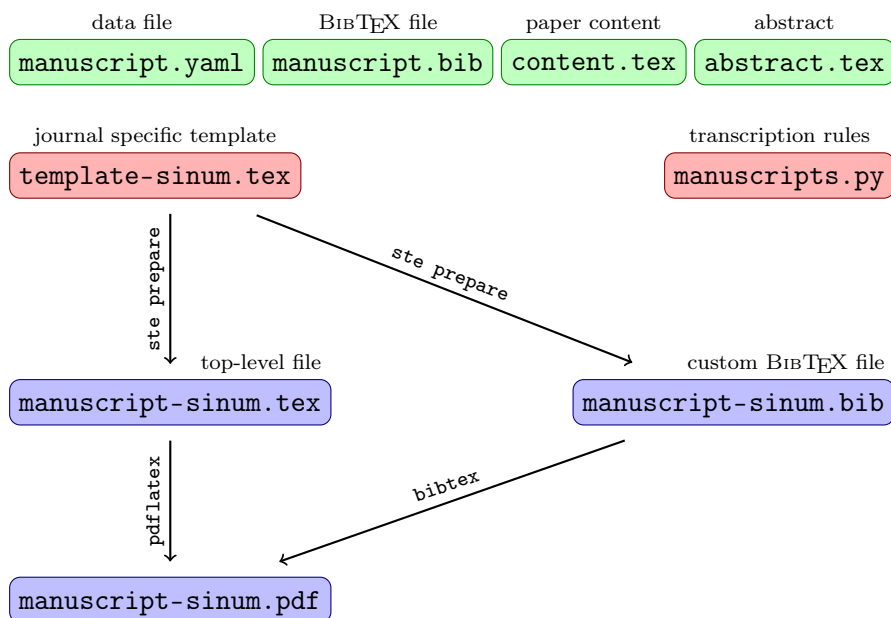 data file BIBTEX file paper content abstract
manuscript.yaml manuscript.bib content.tex abstract.tex
journal specific template transcription rules
template-sinum.tex manuscripts.py
ste prepare ste prepare
top-level file custom BIBTEX file
manuscript-sinum.tex manuscript-sinum.bib
pdflatex bibtex
manuscript-sinum.pdf